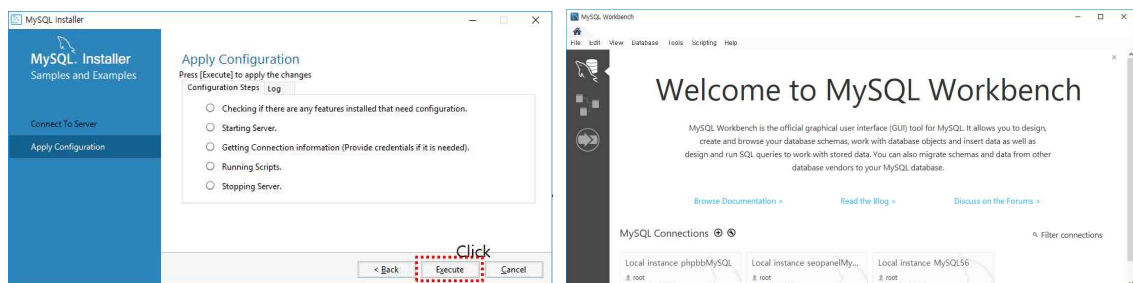 MySQL Installer
MySQL. Installer
Samples and Examples
Connect To Server
Apply Configuration
Apply Configuration
Press [Execute] to apply the changes
Configuration Steps Log
Checking if there are any features installed that need configuration.
Starting Server.
Getting Connection information (Provide credentials if it is needed).
Running Scripts.
Stopping Server.
Click
< Back Execute Cancel
MySQL Workbench
File Edit View Database Tools Scripting Help
Welcome to MySQL Workbench
MySQL Workbench is the official graphical user interface (GUI) tool for MySQL. It allows you to design,
create and browse your database schemas, work with database objects and insert data as well as
design and run SQL queries to work with stored data. You can also migrate schemas and data from other
database vendors to your MySQL database.
Browse Documentation > Read the Blog > Discuss on the Forums >
MySQL Connections Filter connections
Local instance phpbbMySQL Local instance seopanelMy... Local instance MySQL56
root root root